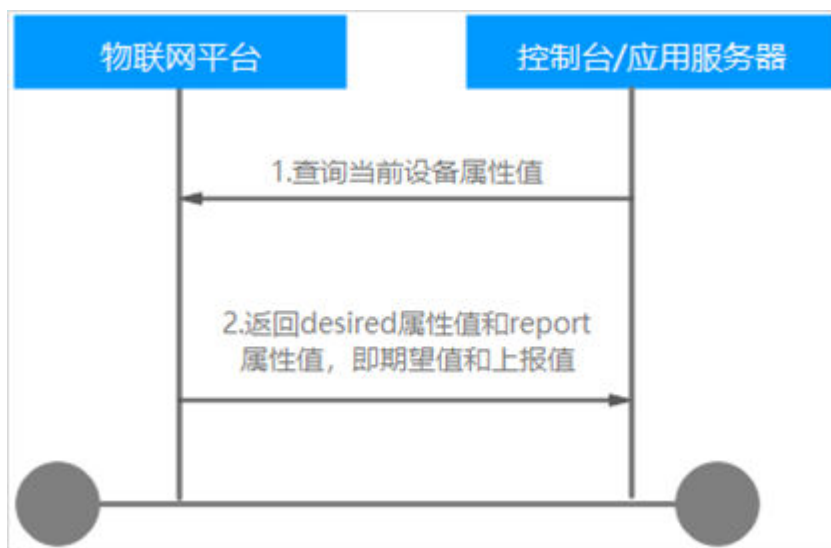 物联网平台
控制台/应用服务器
1.查询当前设备属性值
2.返回desired属性值和report
属性值，即期望值和上报值